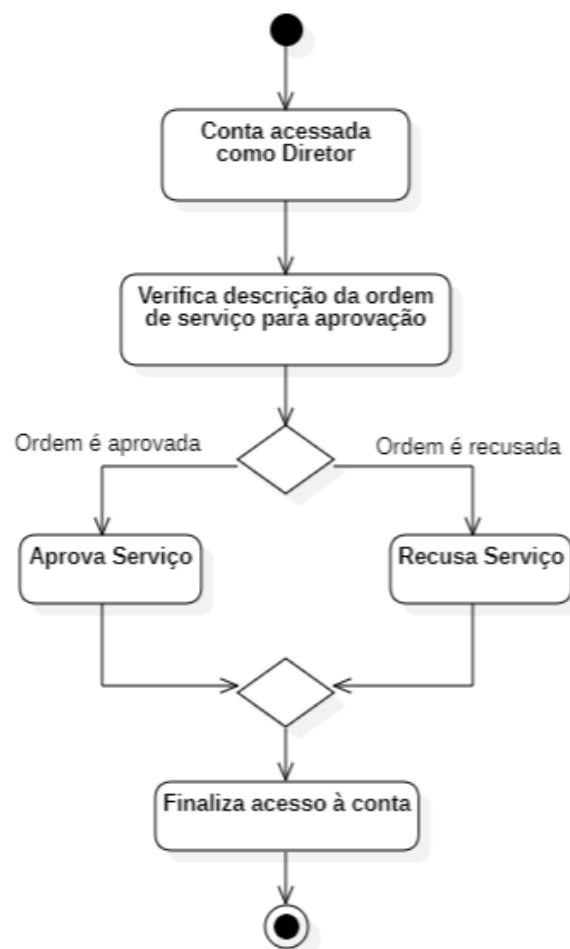 Conta acessada
como Diretor
Verifica descrição da ordem
de serviço para aprovação
Ordem é aprovada
Ordem é recusada
Aprova Serviço
Recusa Serviço
Finaliza acesso à conta